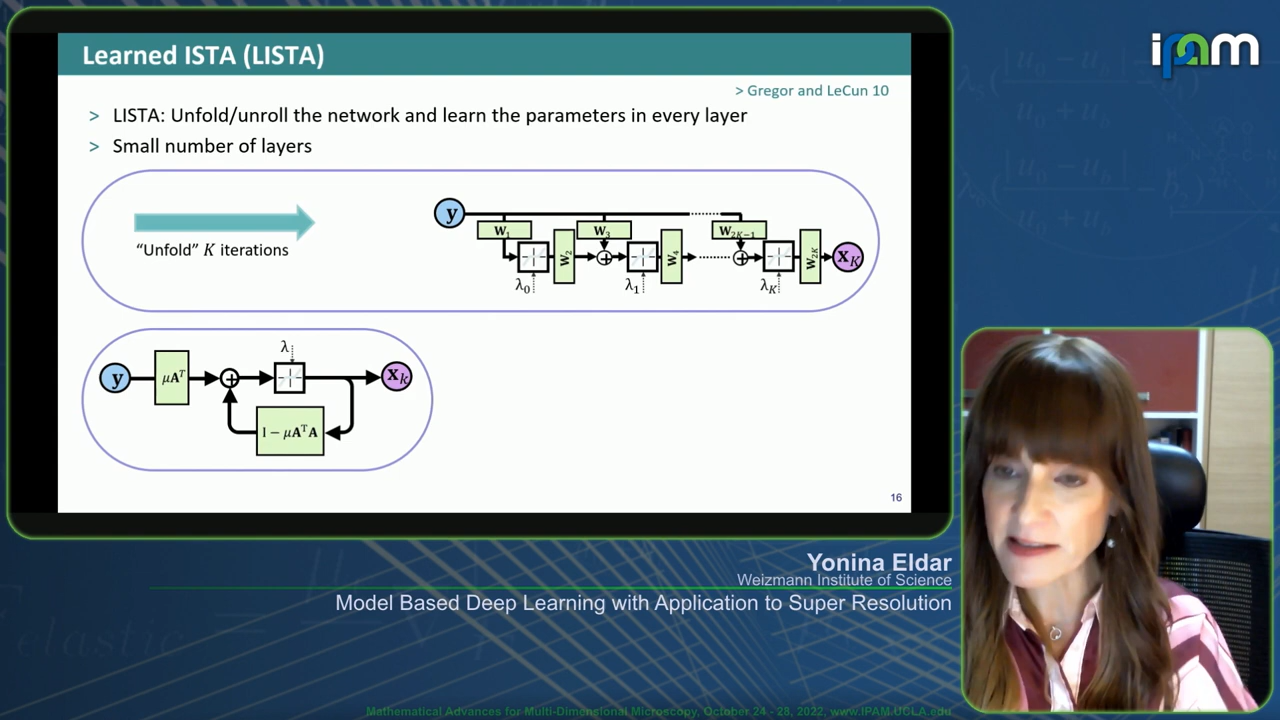 Learned ISTA (LISTA)
> Gregor and LeCun 10
> LISTA: Unfold/unroll the network and learn the parameters in every layer
> Small number of layers
"Unfold" K iterations
y
W₁
W₃
W₂ₖ₋₁
W₂
W₄
W₂ₖ
xₖ
λ₀
λ₁
λₖ
λ
y
μAᵀ
xₖ
I − μAᵀA
16
ipam
Yonina Eldar
Weizmann Institute of Science
Model Based Deep Learning with Application to Super Resolution
Mathematical Advances for Multi-Dimensional Microscopy, October 24 - 28, 2022, www.IPAM.UCLA.edu